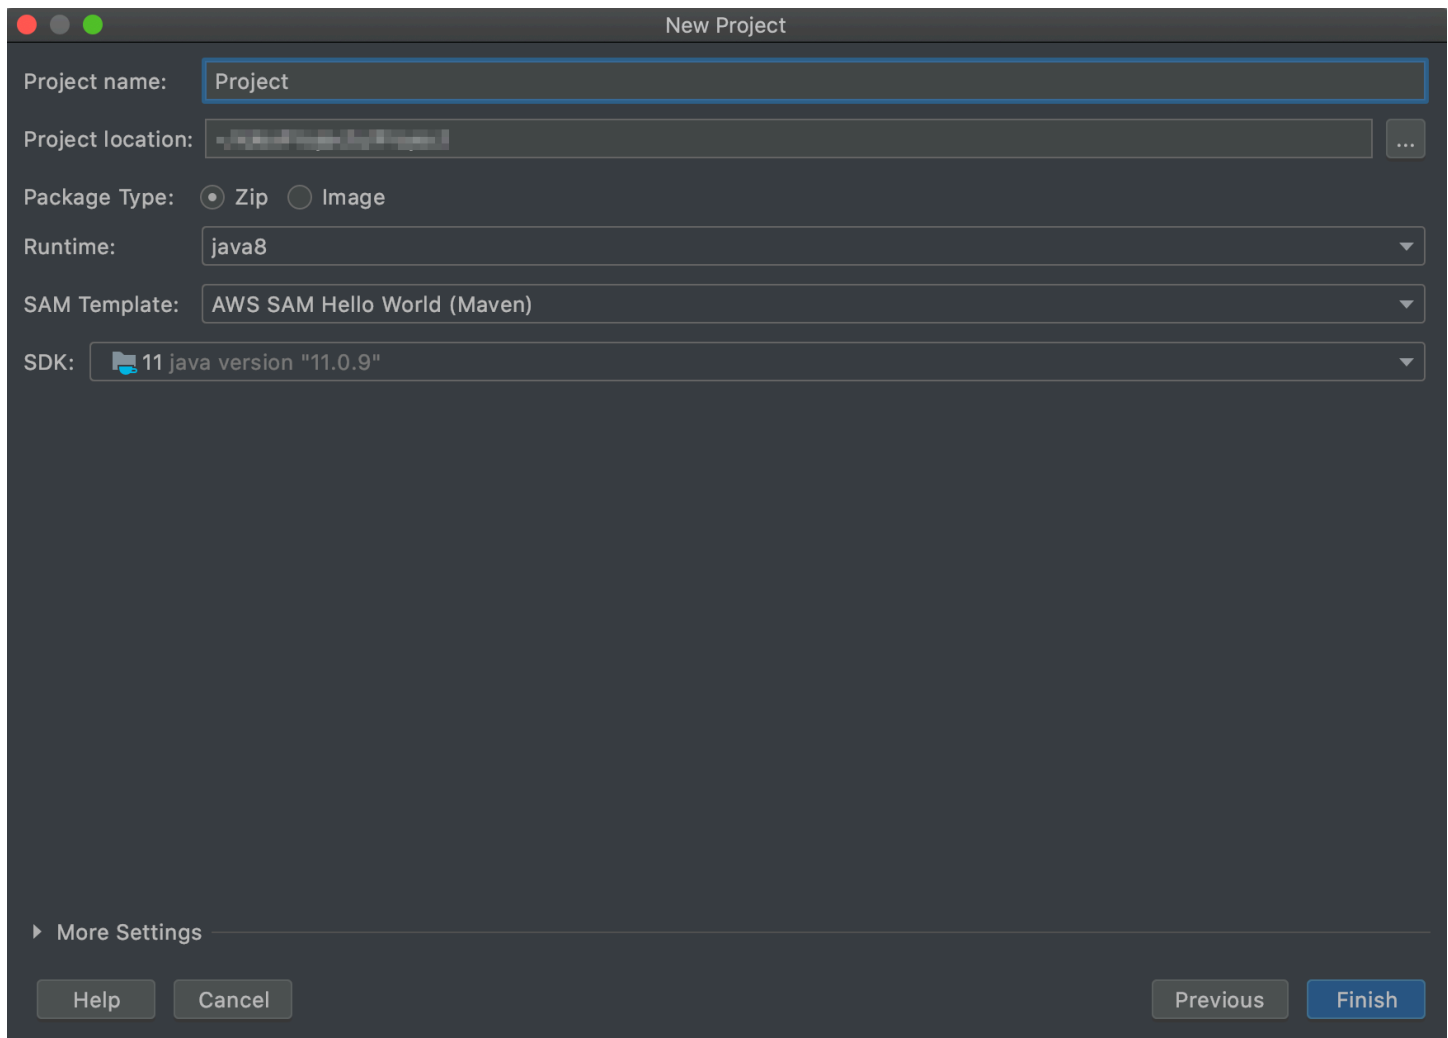 New Project
Project name: Project
Project location: ...
Package Type: Zip Image
Runtime: java8
SAM Template: AWS SAM Hello World (Maven)
SDK: 11 java version "11.0.9"
More Settings
Help Cancel Previous Finish